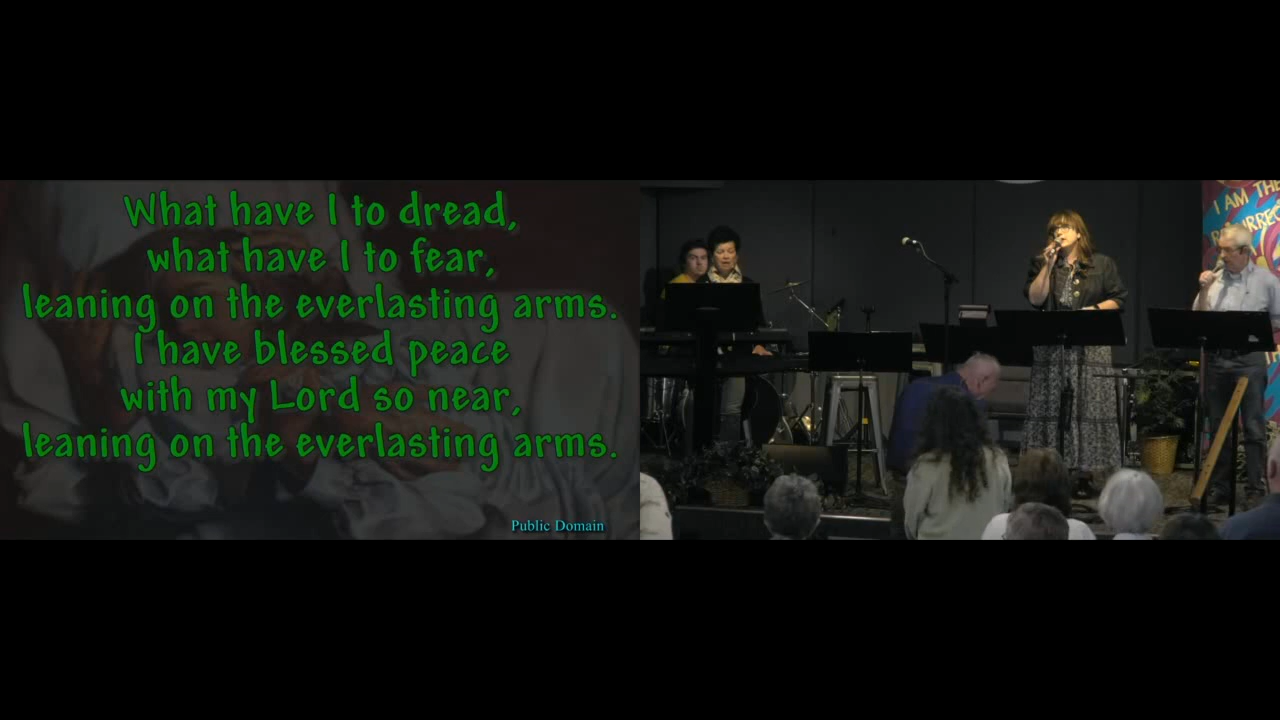 What have I to dread,
what have I to fear,
leaning on the everlasting arms.
I have blessed peace
with my Lord so near,
leaning on the everlasting arms.
Public Domain
I AM THE